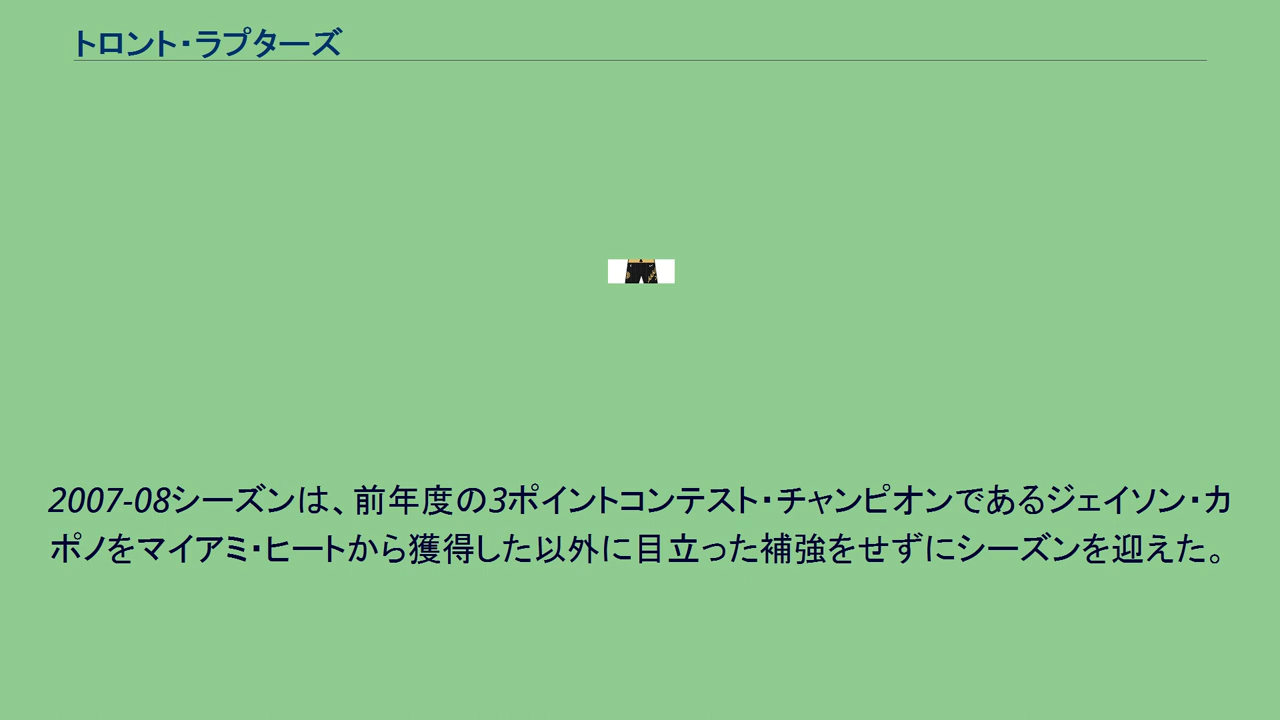 トロント・ラプターズ
2007-08シーズンは、前年度の3ポイントコンテスト・チャンピオンであるジェイソン・カ
ポノをマイアミ・ヒートから獲得した以外に目立った補強をせずにシーズンを迎えた。